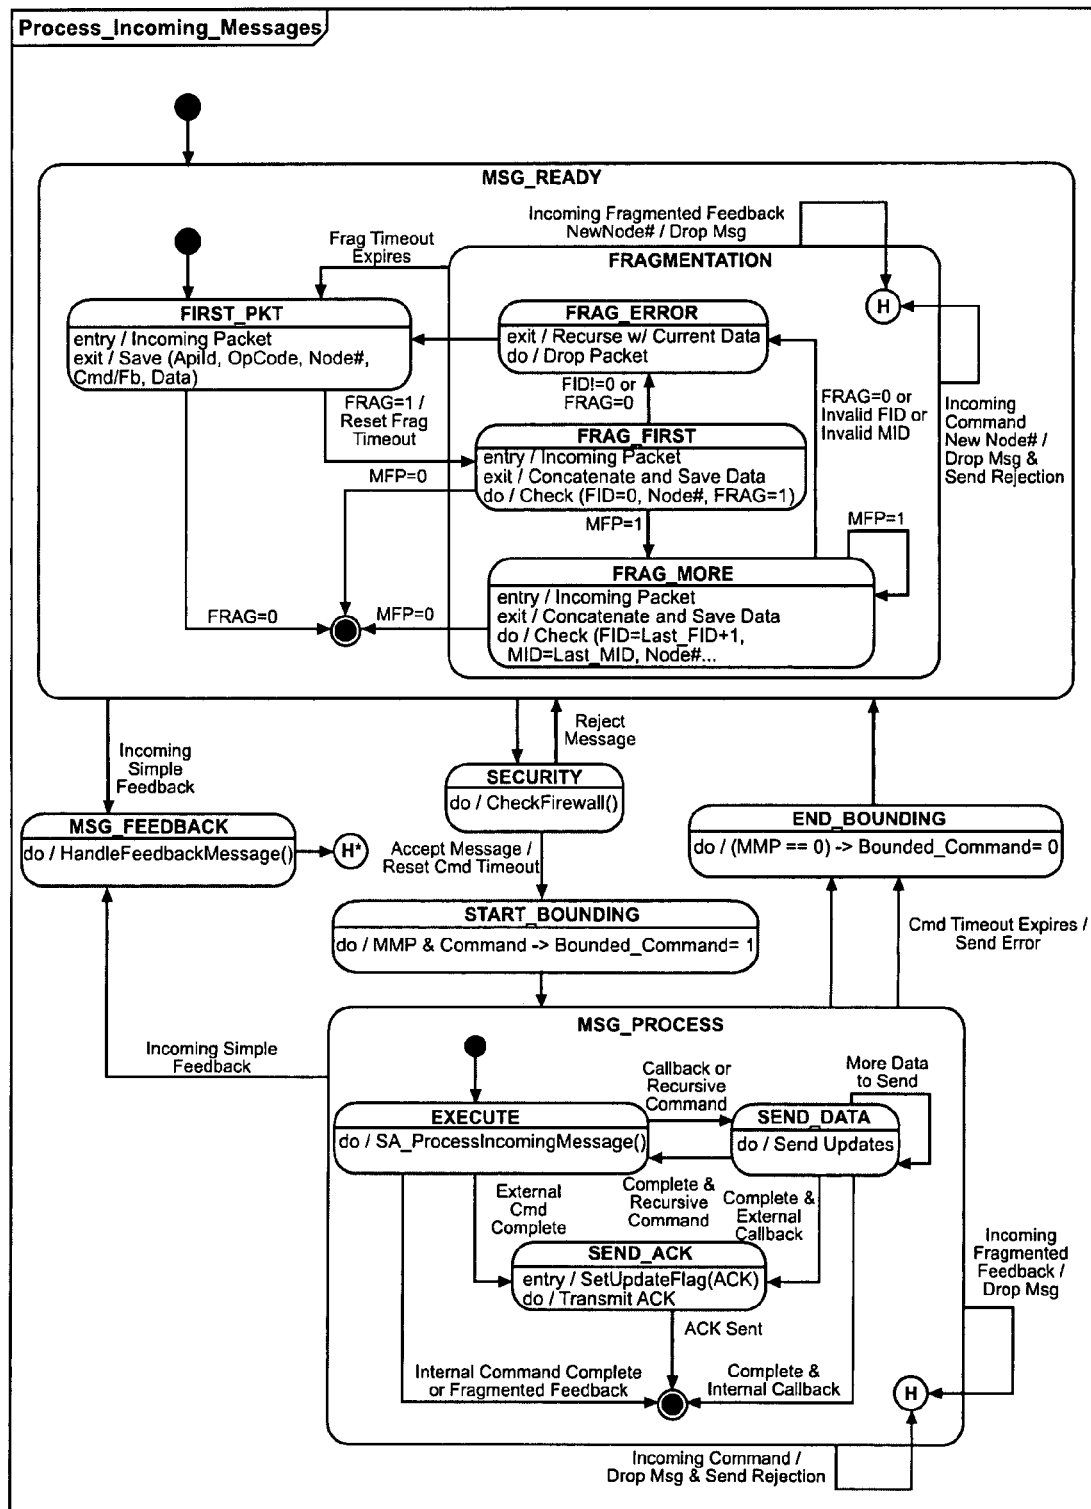 Process_Incoming_Messages
MSG_READY
Incoming Fragmented Feedback
NewNode# / Drop Msg
Frag Timeout
Expires
FRAGMENTATION
H
FIRST_PKT
entry / Incoming Packet
exit / Save (ApiId, OpCode, Node#,
Cmd/Fb, Data)
FRAG_ERROR
exit / Recurse w/ Current Data
do / Drop Packet
FID!=0 or
FRAG=0
FRAG=0 or
Invalid FID or
Invalid MID
Incoming
Command
New Node# /
Drop Msg &
Send Rejection
FRAG=1 /
Reset Frag
Timeout
FRAG_FIRST
entry / Incoming Packet
exit / Concatenate and Save Data
do / Check (FID=0, Node#, FRAG=1)
MFP=0
MFP=1
MFP=1
FRAG_MORE
entry / Incoming Packet
exit / Concatenate and Save Data
do / Check (FID=Last_FID+1,
MID=Last_MID, Node#...
FRAG=0
MFP=0
Incoming
Simple
Feedback
Reject
Message
SECURITY
do / CheckFirewall()
MSG_FEEDBACK
do / HandleFeedbackMessage()
H*
Accept Message /
Reset Cmd Timeout
END_BOUNDING
do / (MMP == 0) -> Bounded_Command= 0
START_BOUNDING
do / MMP & Command -> Bounded_Command= 1
Cmd Timeout Expires /
Send Error
MSG_PROCESS
Incoming Simple
Feedback
Callback or
Recursive
Command
More Data
to Send
EXECUTE
do / SA_ProcessIncomingMessage()
SEND_DATA
do / Send Updates
External
Cmd
Complete
Complete &
Recursive
Command
Complete &
External
Callback
SEND_ACK
entry / SetUpdateFlag(ACK)
do / Transmit ACK
Incoming
Fragmented
Feedback /
Drop Msg
ACK Sent
Internal Command Complete
or Fragmented Feedback
Complete &
Internal Callback
H
Incoming Command /
Drop Msg & Send Rejection